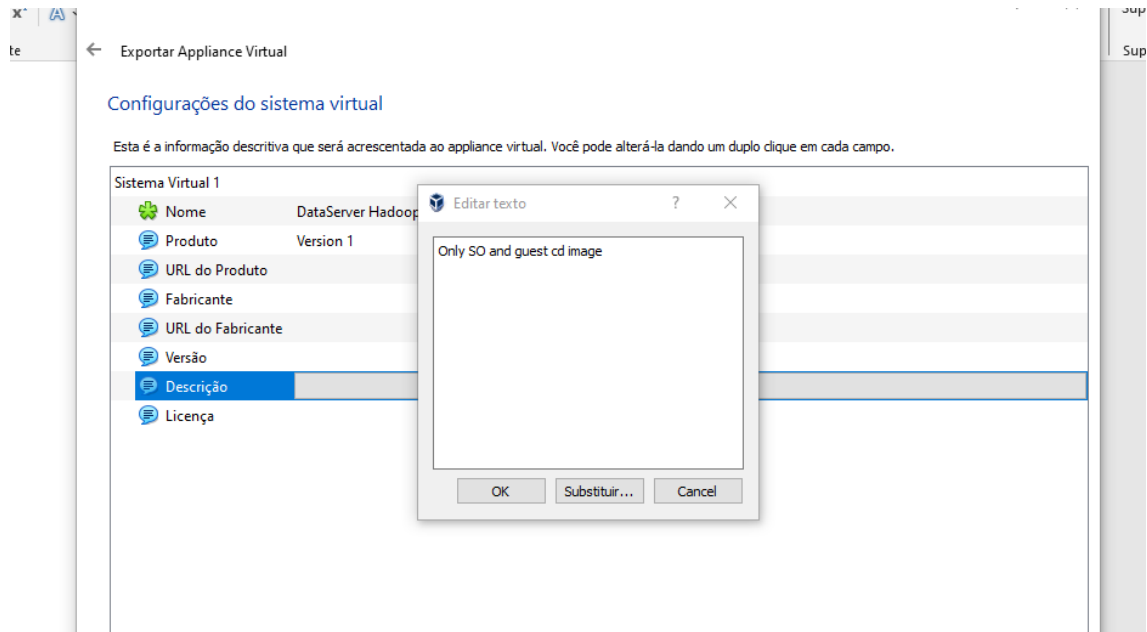 Exportar Appliance Virtual
Configurações do sistema virtual
Esta é a informação descritiva que será acrescentada ao appliance virtual. Você pode alterá-la dando um duplo clique em cada campo.
Sistema Virtual 1
Nome DataServer Hadoop
Produto Version 1
URL do Produto
Fabricante
URL do Fabricante
Versão
Descrição
Licença
Editar texto ? ×
Only SO and guest cd image
OK Substituir... Cancel
te
Sup
Sup